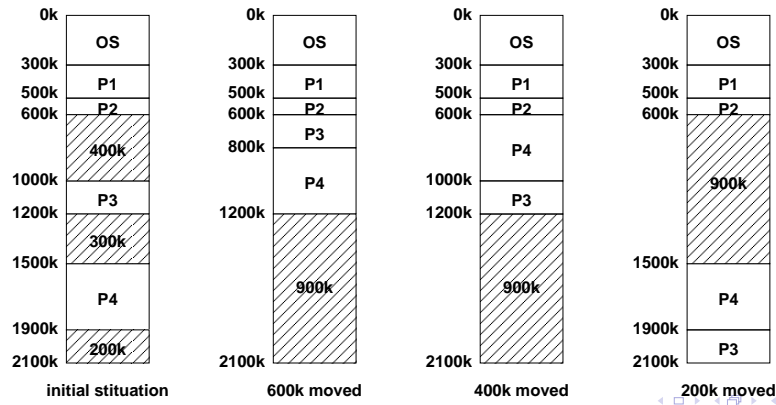 0k
OS
300k
P1
500k
P2
600k
400k
1000k
P3
1200k
300k
1500k
P4
1900k
200k
2100k
initial stituation
0k
OS
300k
P1
500k
P2
600k
P3
800k
P4
1200k
900k
2100k
600k moved
0k
OS
300k
P1
500k
P2
600k
P4
1000k
P3
1200k
900k
2100k
400k moved
0k
OS
300k
P1
500k
P2
600k
900k
1500k
P4
1900k
P3
2100k
200k moved